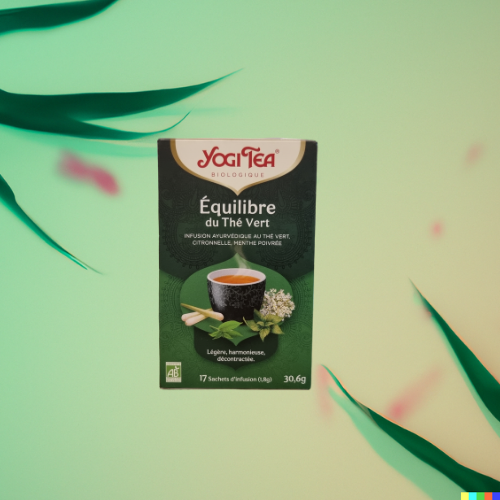 YOGI TEA®
BIOLOGIQUE
Équilibre
du Thé Vert
INFUSION AYURVÉDIQUE AU THÉ VERT,
CITRONNELLE, MENTHE POIVRÉE
Légère, harmonieuse,
décontractée.
AB
17 Sachets d'Infusion (1,8g) 30,6g